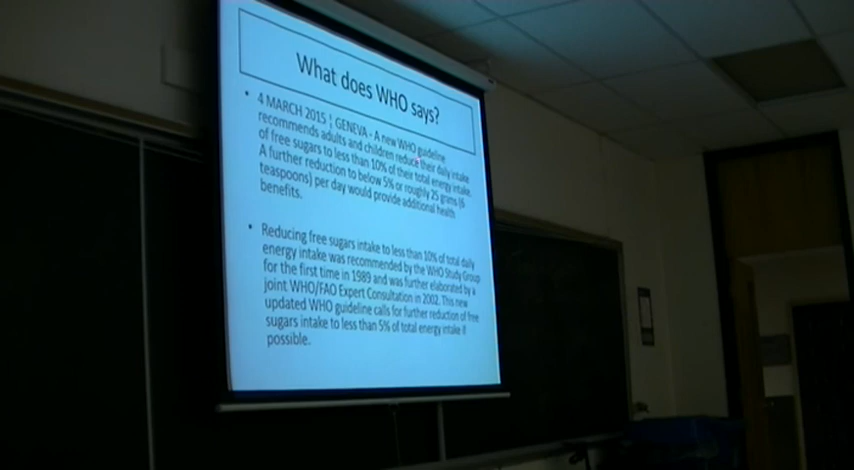 What does WHO says?
• 4 MARCH 2015 ¦ GENEVA - A new WHO guideline
recommends adults and children reduce their daily intake
of free sugars to less than 10% of their total energy intake.
A further reduction to below 5% or roughly 25 grams (6
teaspoons) per day would provide additional health
benefits.
• Reducing free sugars intake to less than 10% of total daily
energy intake was recommended by the WHO Study Group
for the first time in 1989 and was further elaborated by a
joint WHO/FAO Expert Consultation in 2002. This new
updated WHO guideline calls for further reduction of free
sugars intake to less than 5% of total energy intake if
possible.